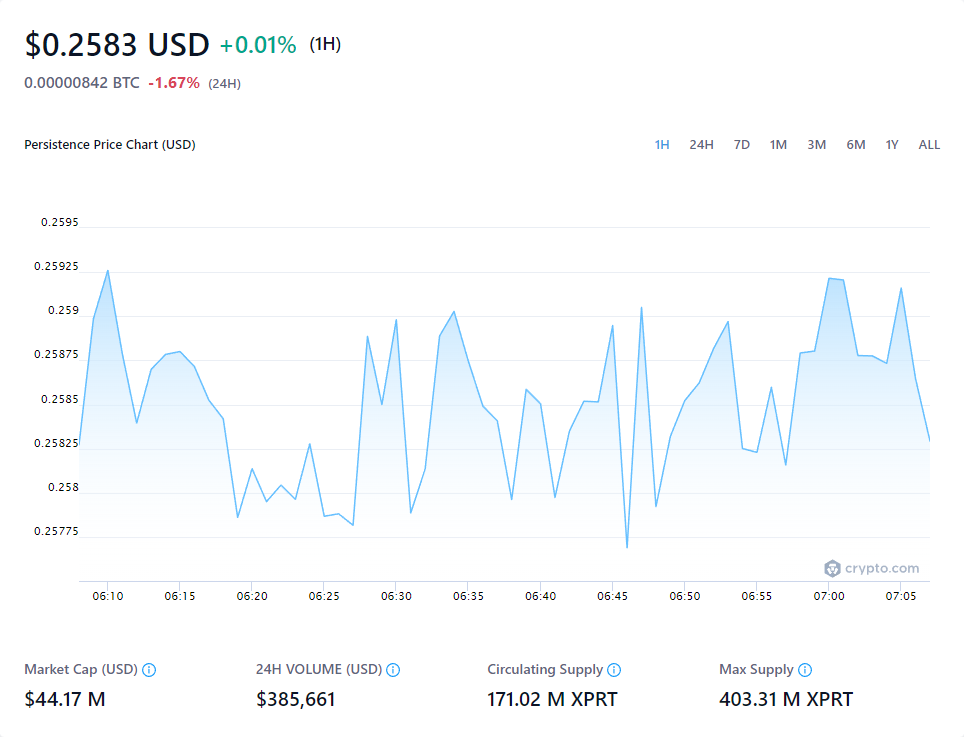 $0.2583 USD +0.01% (1H)
0.00000842 BTC -1.67% (24H)
Persistence Price Chart (USD)
1H 24H 7D 1M 3M 6M 1Y ALL
0.2595
0.25925
0.259
0.25875
0.2585
0.25825
0.258
0.25775
crypto.com
06:10 06:15 06:20 06:25 06:30 06:35 06:40 06:45 06:50 06:55 07:00 07:05
Market Cap (USD) 24H VOLUME (USD) Circulating Supply Max Supply
$44.17 M $385,661 171.02 M XPRT 403.31 M XPRT